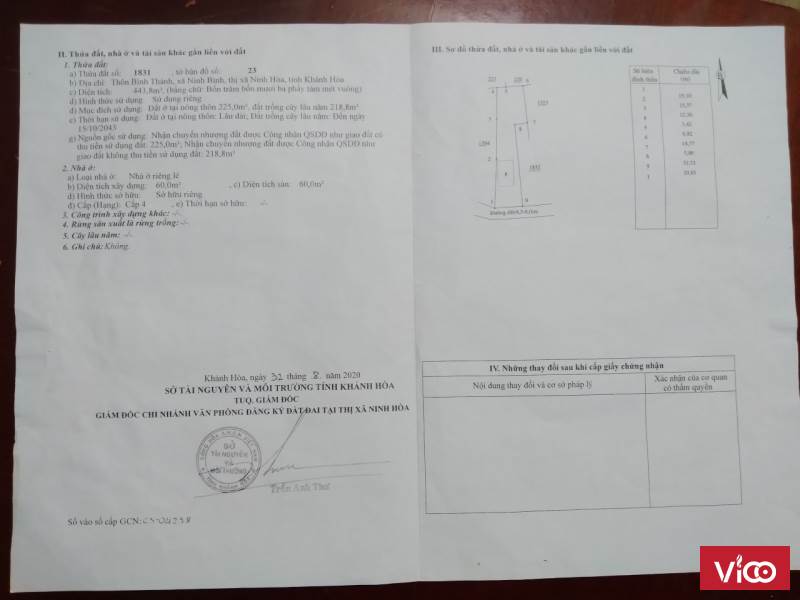 II. Thửa đất, nhà ở và tài sản khác gắn liền với đất
1. Thửa đất:
a) Thửa đất số: 1831 , tờ bản đồ số: 23
b) Địa chỉ: Thôn Bình Thành, xã Ninh Bình, thị xã Ninh Hòa, tỉnh Khánh Hòa
c) Diện tích: 443,8m², (bằng chữ: Bốn trăm bốn mươi ba phẩy tám mét vuông)
d) Hình thức sử dụng: Sử dụng riêng
đ) Mục đích sử dụng: Đất ở tại nông thôn 225,0m², đất trồng cây lâu năm 218,8m²
e) Thời hạn sử dụng: Đất ở tại nông thôn: Lâu dài; Đất trồng cây lâu năm: Đến ngày
15/10/2043
g) Nguồn gốc sử dụng: Nhận chuyển nhượng đất được Công nhận QSDĐ như giao đất có
thu tiền sử dụng đất: 225,0m²; Nhận chuyển nhượng đất được Công nhận QSDĐ như
giao đất không thu tiền sử dụng đất: 218,8m²
2. Nhà ở:
a) Loại nhà ở: Nhà ở riêng lẻ
b) Diện tích xây dựng: 60,0m² , c) Diện tích sàn: 60,0m²
d) Hình thức sở hữu: Sở hữu riêng
đ) Cấp (Hạng): Cấp 4 , e) Thời hạn sở hữu: -/-
3. Công trình xây dựng khác: -/-
4. Rừng sản xuất là rừng trồng: -/-
5. Cây lâu năm: -/-
6. Ghi chú: Không.
Khánh Hòa, ngày 31 tháng 8 năm 2020
SỞ TÀI NGUYÊN VÀ MÔI TRƯỜNG TỈNH KHÁNH HÒA
TUQ. GIÁM ĐỐC
GIÁM ĐỐC CHI NHÁNH VĂN PHÒNG ĐĂNG KÝ ĐẤT ĐAI TẠI THỊ XÃ NINH HÒA
SỞ
TÀI NGUYÊN
VÀ
MÔI TRƯỜNG
Trần Anh Thư
Số vào sổ cấp GCN:
III. Sơ đồ thửa đất, nhà ở và tài sản khác gắn liền với đất
Số hiệu
đỉnh thửa
Chiều dài
(m)
1832
IV. Những thay đổi sau khi cấp giấy chứng nhận
Nội dung thay đổi và cơ sở pháp lý
Xác nhận của cơ quan
có thẩm quyền
ViCO